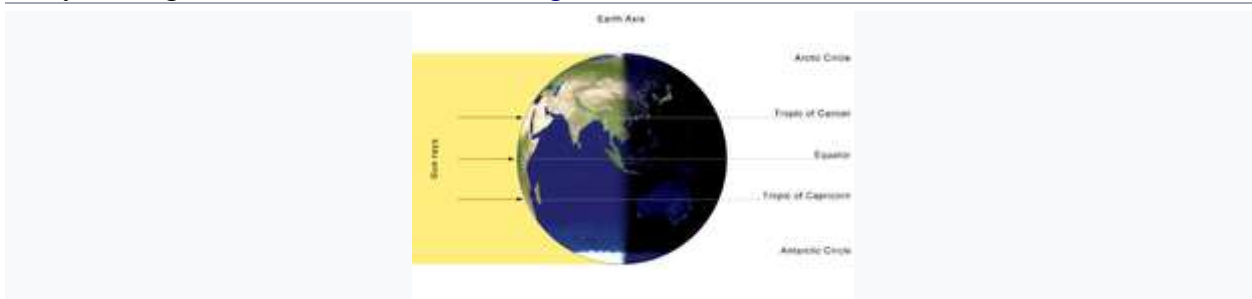 Earth Axis
Arctic Circle
Tropic of Cancer
Sun rays
Equator
Tropic of Capricorn
Antarctic Circle